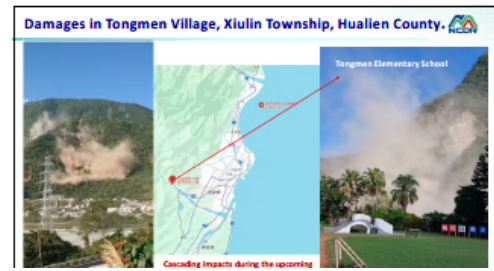 Damages in Tongmen Village, Xiulin Township, Hualien County.
NCDR
Tongmen Elementary School
Cascading impacts during the upcoming